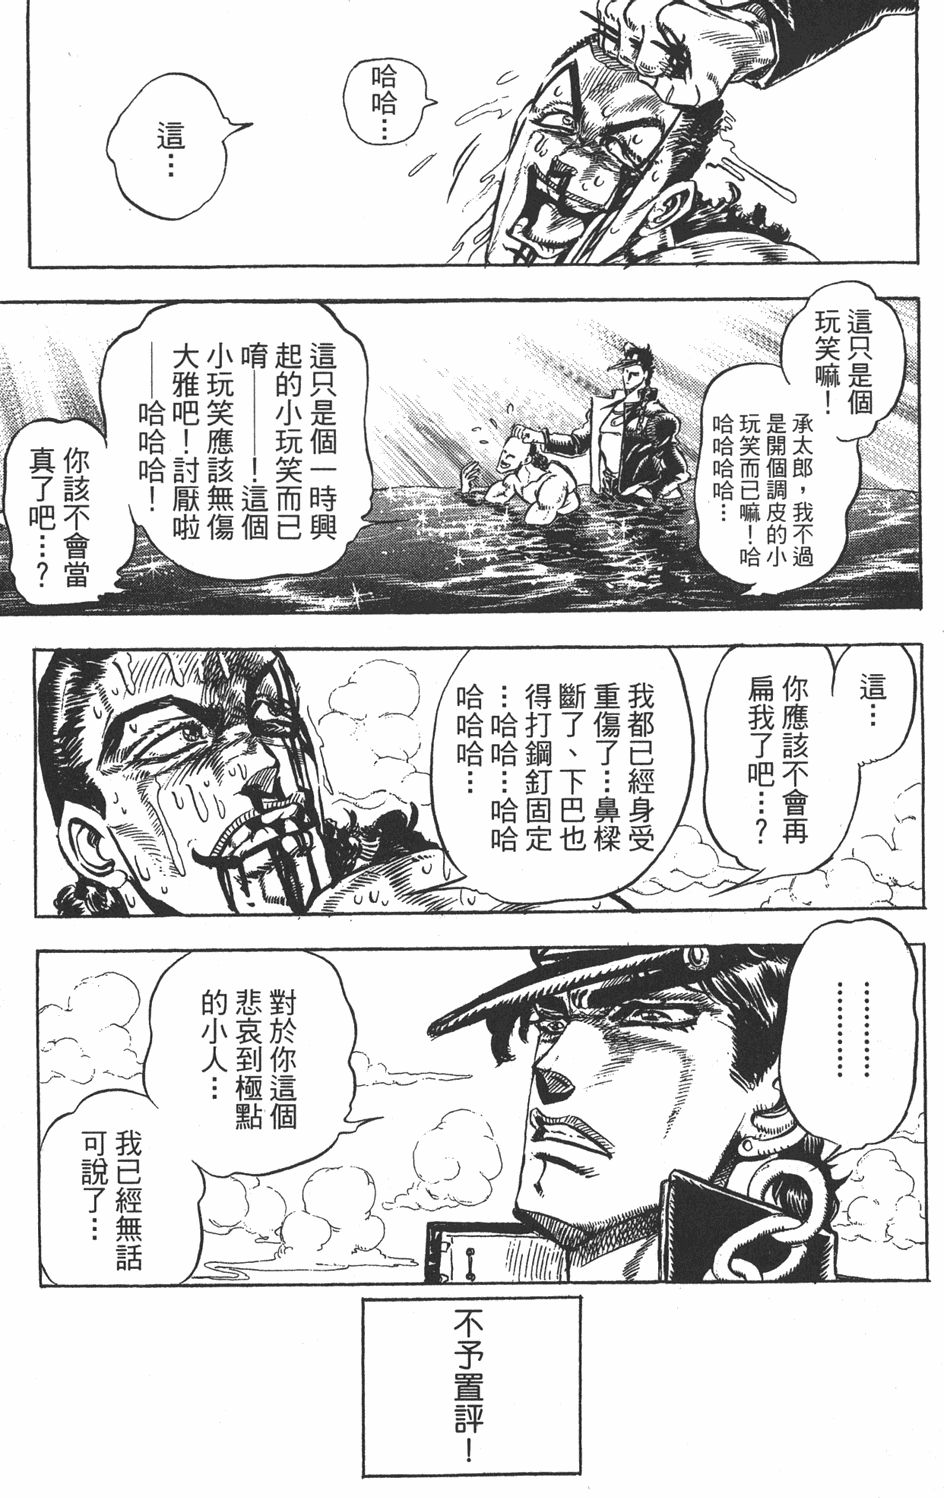 哈
哈…
這…
這只是個
玩笑嘛！
承太郎，我不過
是開個調皮的小
玩笑而已嘛！哈
哈哈哈哈…
這只是個一時興
起的小玩笑而已
唷——！這個
小玩笑應該無傷
大雅吧！討厭啦
——哈哈哈！
你該不會當
真了吧…？
這…
你應該不會再
扁我了吧…？
我都已經身受
重傷了…鼻樑
斷了、下巴也
得打鋼釘固定
…哈哈…哈哈
哈哈哈…
…………
…………
對於你這個
悲哀到極點
的小人…
我已經無話
可說了…
不予置評！